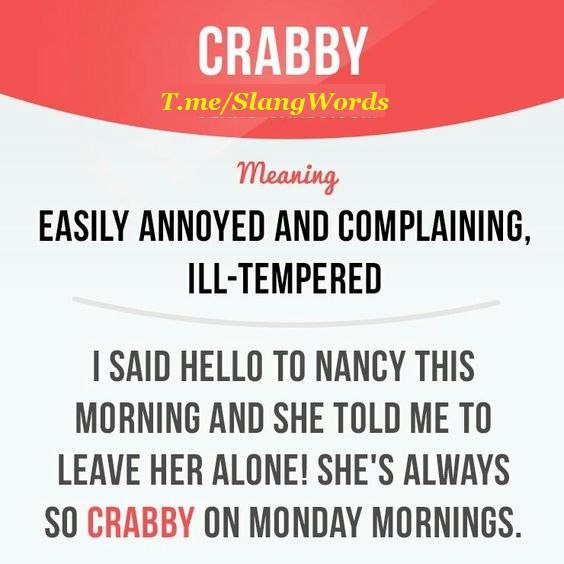 CRABBY
T.me/SlangWords
Meaning
EASILY ANNOYED AND COMPLAINING,
ILL-TEMPERED
I SAID HELLO TO NANCY THIS
MORNING AND SHE TOLD ME TO
LEAVE HER ALONE! SHE'S ALWAYS
SO CRABBY ON MONDAY MORNINGS.